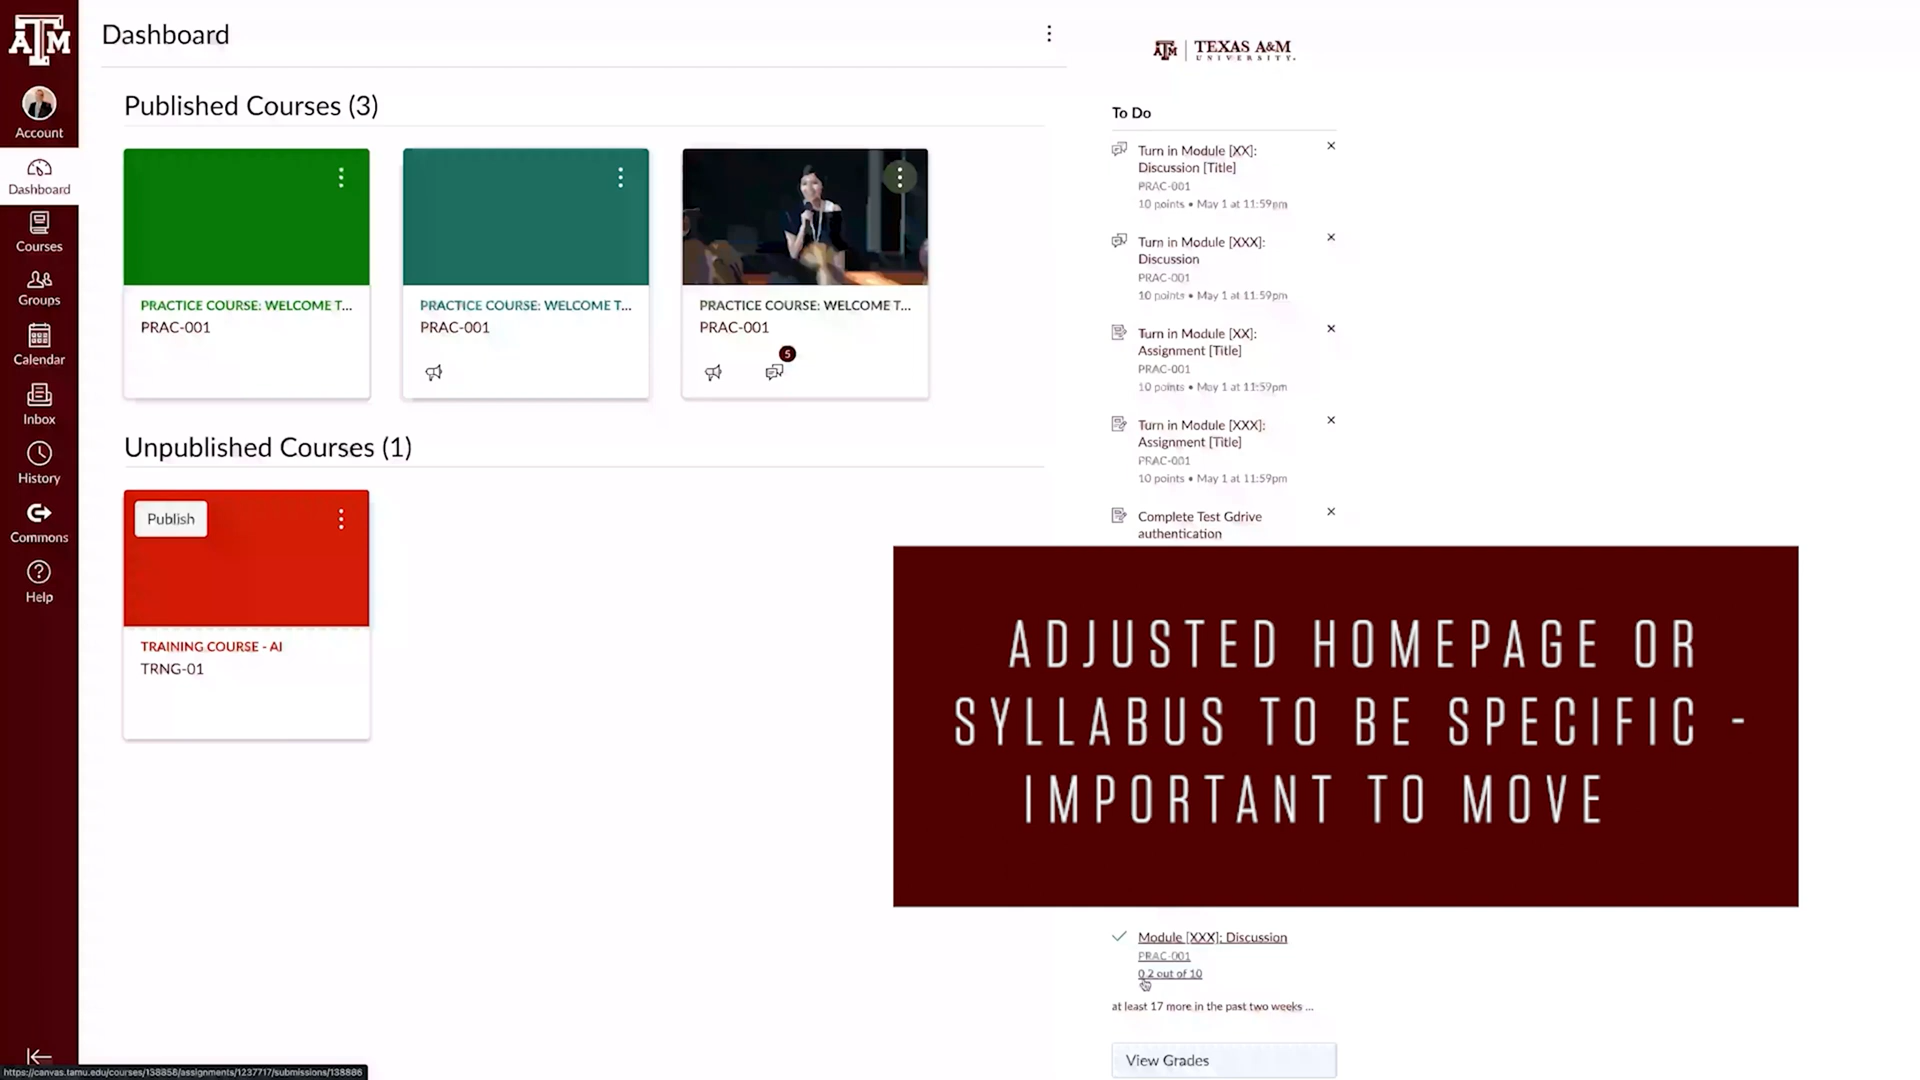 Dashboard
TEXAS A&M
UNIVERSITY
Account
Dashboard
Courses
Groups
Calendar
Inbox
History
Commons
Help
Published Courses (3)
PRACTICE COURSE: WELCOME T...
PRAC-001
PRACTICE COURSE: WELCOME T...
PRAC-001
PRACTICE COURSE: WELCOME T...
PRAC-001
5
Unpublished Courses (1)
Publish
TRAINING COURSE - AI
TRNG-01
To Do
Turn in Module [XX]:
Discussion [Title]
PRAC-001
10 points • May 1 at 11:59pm
Turn in Module [XXX]:
Discussion
PRAC-001
10 points • May 1 at 11:59pm
Turn in Module [XX]:
Assignment [Title]
PRAC-001
10 points • May 1 at 11:59pm
Turn in Module [XXX]:
Assignment [Title]
PRAC-001
10 points • May 1 at 11:59pm
Complete Test Gdrive
authentication
ADJUSTED HOMEPAGE OR
SYLLABUS TO BE SPECIFIC -
IMPORTANT TO MOVE
Module [XXX]: Discussion
PRAC-001
0.2 out of 10
at least 17 more in the past two weeks ...
View Grades
https://canvas.tamu.edu/courses/138858/assignments/1237717/submissions/138886